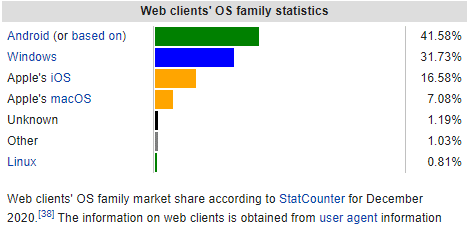 Web clients' OS family statistics
Android (or based on) 41.58%
Windows 31.73%
Apple's iOS 16.58%
Apple's macOS 7.08%
Unknown 1.19%
Other 1.03%
Linux 0.81%
Web clients' OS family market share according to StatCounter for December
2020.[38] The information on web clients is obtained from user agent information